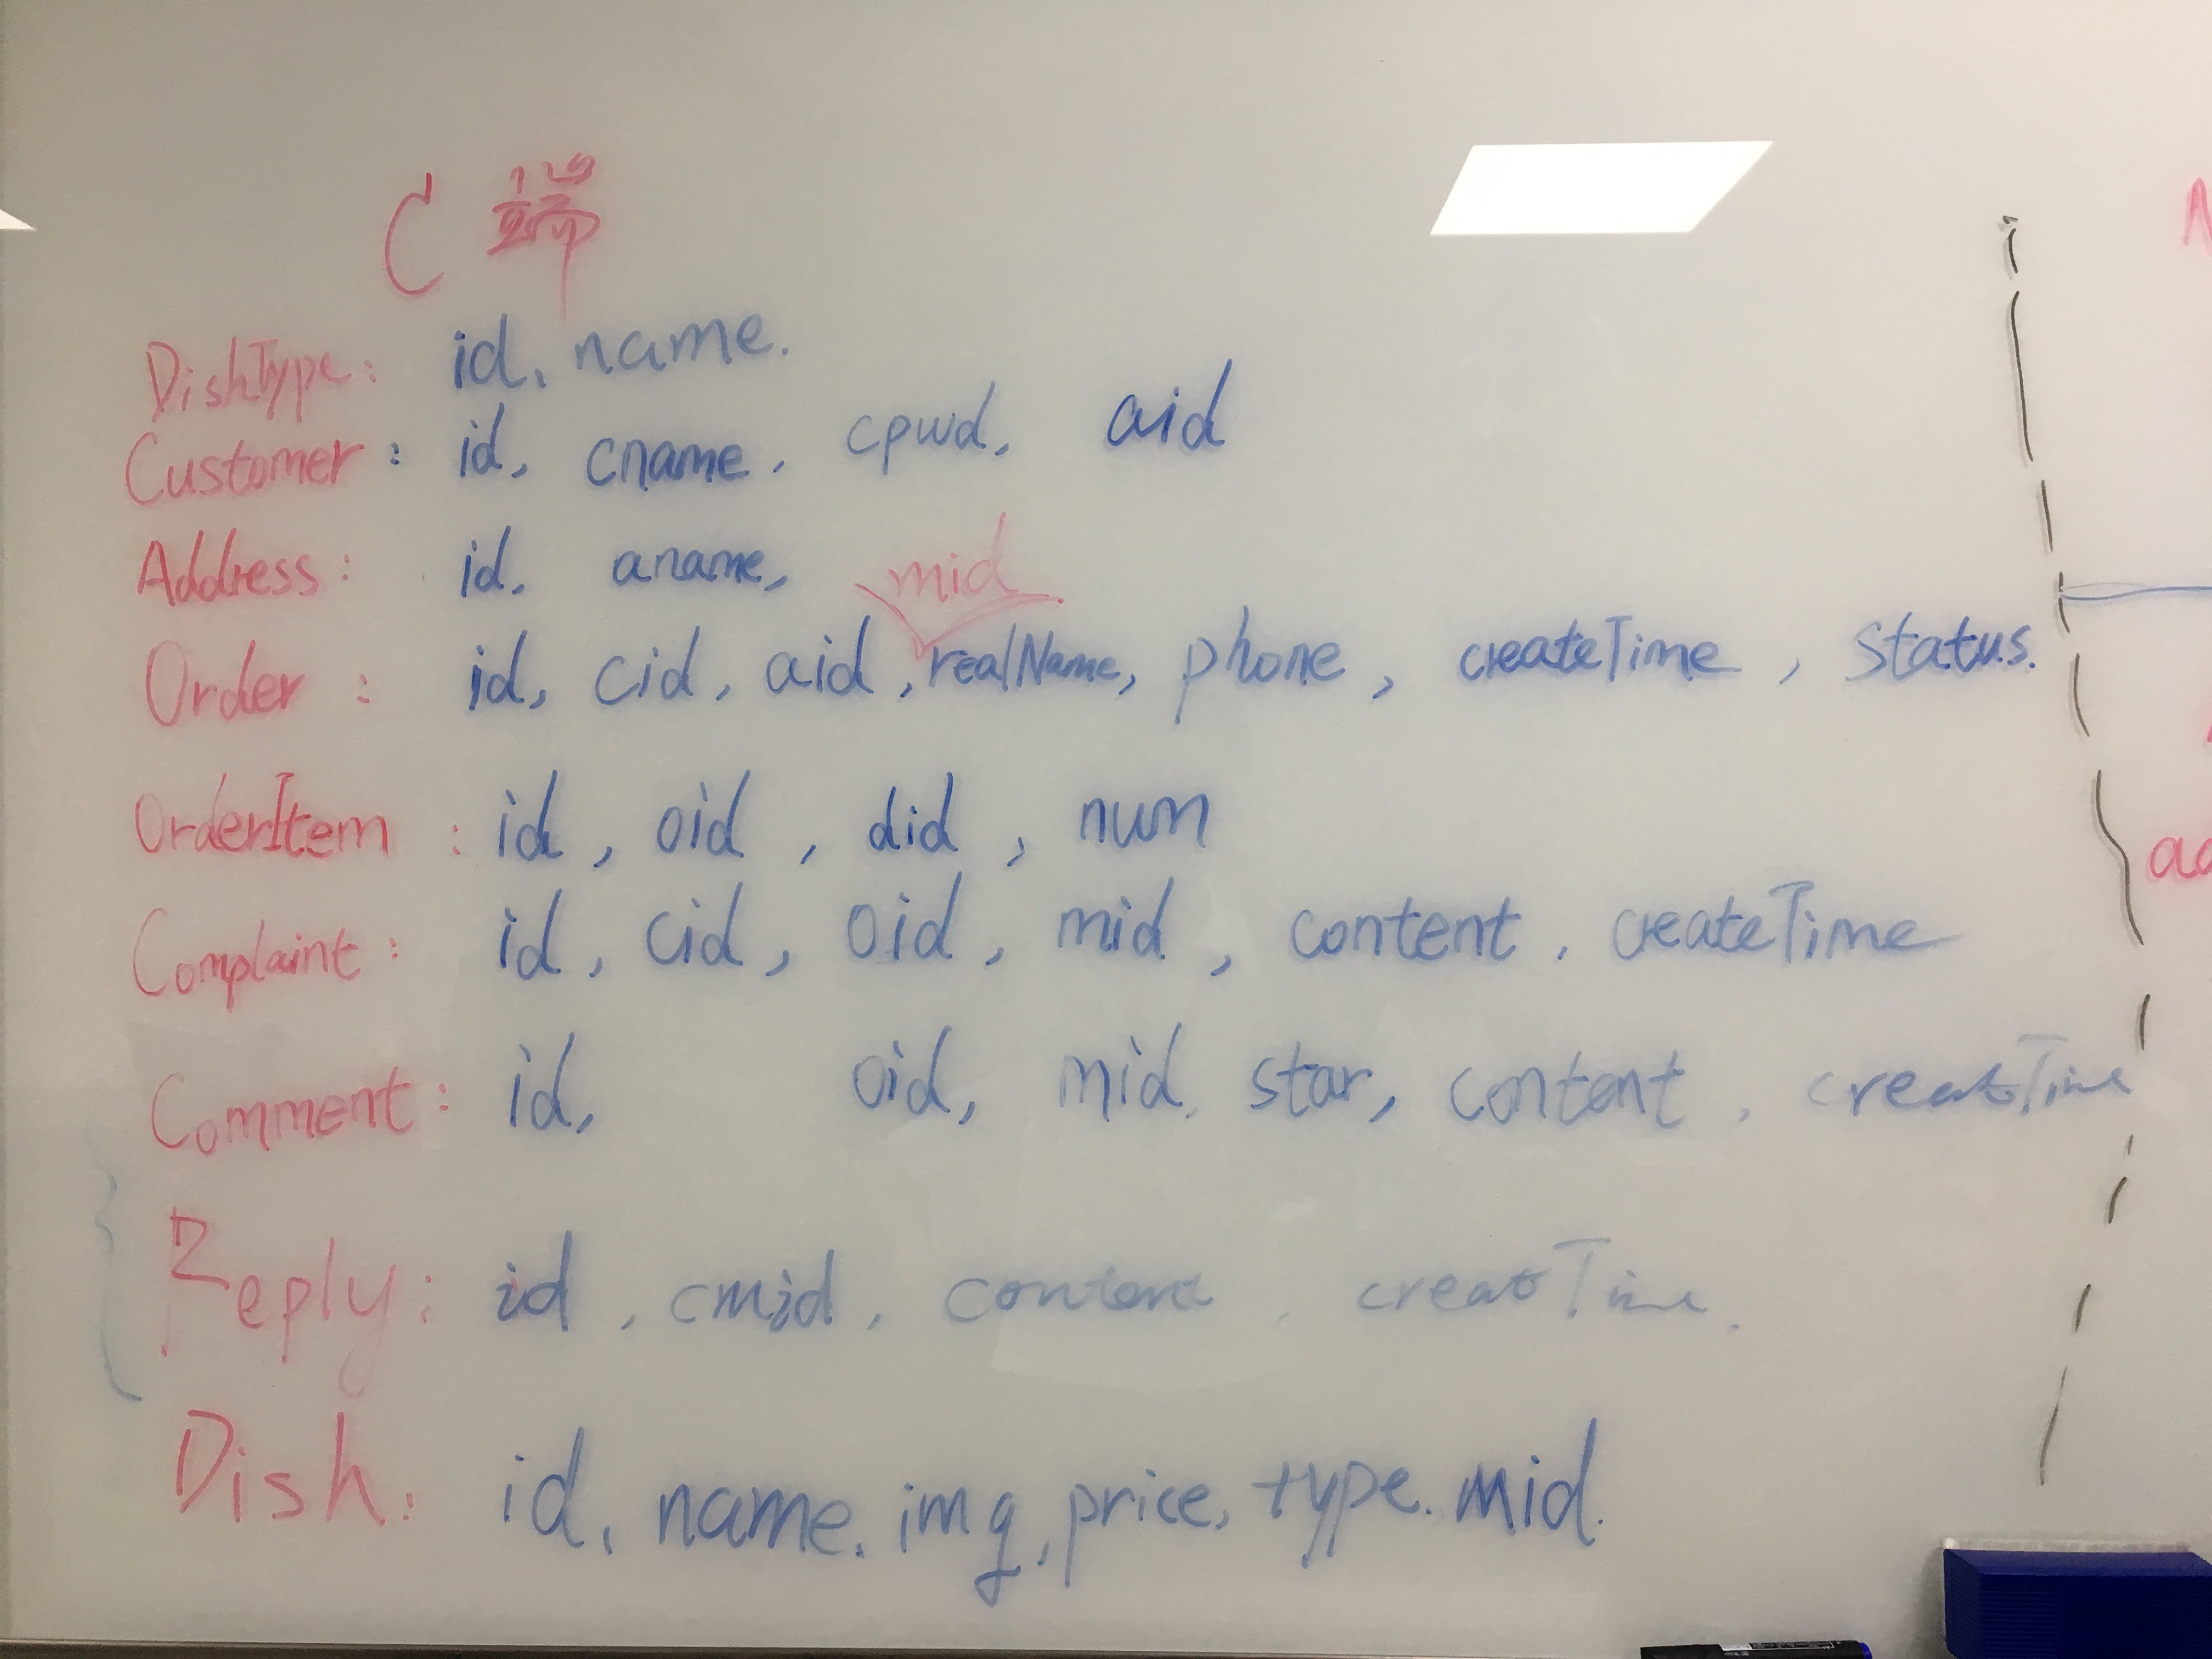 C 端
DishType: id, name.
Customer: id, cname, cpwd, aid
Address: id, aname,
mid
Order: id, cid, aid, realName, phone, createTime, status.
OrderItem: id, oid, did, num
Complaint: id, cid, oid, mid, content, createTime
Comment: id, oid, mid, star, content, creatTime
Reply: id, cmid, content, creatTime.
Dish: id, name. img, price, type. mid.